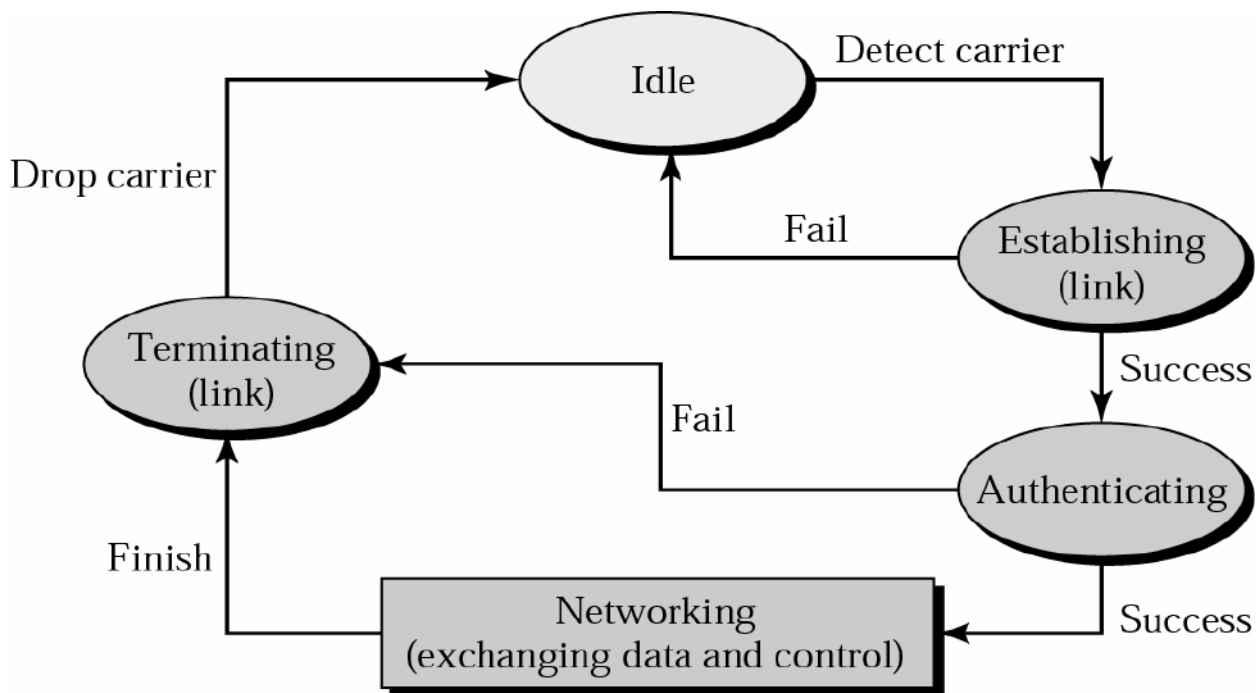 Idle
Detect carrier
Drop carrier
Fail
Establishing
(link)
Terminating
(link)
Success
Fail
Authenticating
Finish
Networking
(exchanging data and control)
Success